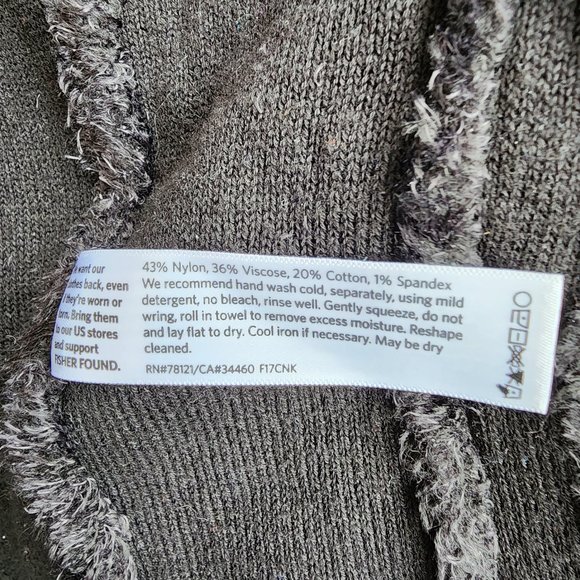 want our
back, even
they're worn or
Bring them
our US stores
and support
FISHER FOUND.
43% Nylon, 36% Viscose, 20% Cotton, 1% Spandex
We recommend hand wash cold, separately, using mild
detergent, no bleach, rinse well. Gently squeeze, do not
wring, roll in towel to remove excess moisture. Reshape
and lay flat to dry. Cool iron if necessary. May be dry
cleaned.
RN#78121/CA#34460 F17CNK